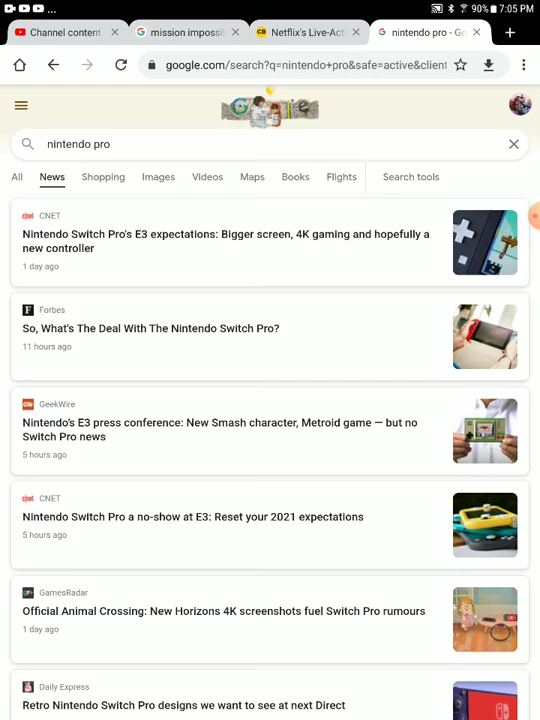 ... 90% 7:05 PM
Channel content
mission impossi
Netflix's Live-Act
nintendo pro - Go
google.com/search?q=nintendo+pro&safe=active&client
nintendo pro
All News Shopping Images Videos Maps Books Flights Search tools
CNET
Nintendo Switch Pro's E3 expectations: Bigger screen, 4K gaming and hopefully a
new controller
1 day ago
Forbes
So, What's The Deal With The Nintendo Switch Pro?
11 hours ago
GeekWire
Nintendo's E3 press conference: New Smash character, Metroid game — but no
Switch Pro news
5 hours ago
CNET
Nintendo Switch Pro a no-show at E3: Reset your 2021 expectations
5 hours ago
GamesRadar
Official Animal Crossing: New Horizons 4K screenshots fuel Switch Pro rumours
1 day ago
Daily Express
Retro Nintendo Switch Pro designs we want to see at next Direct